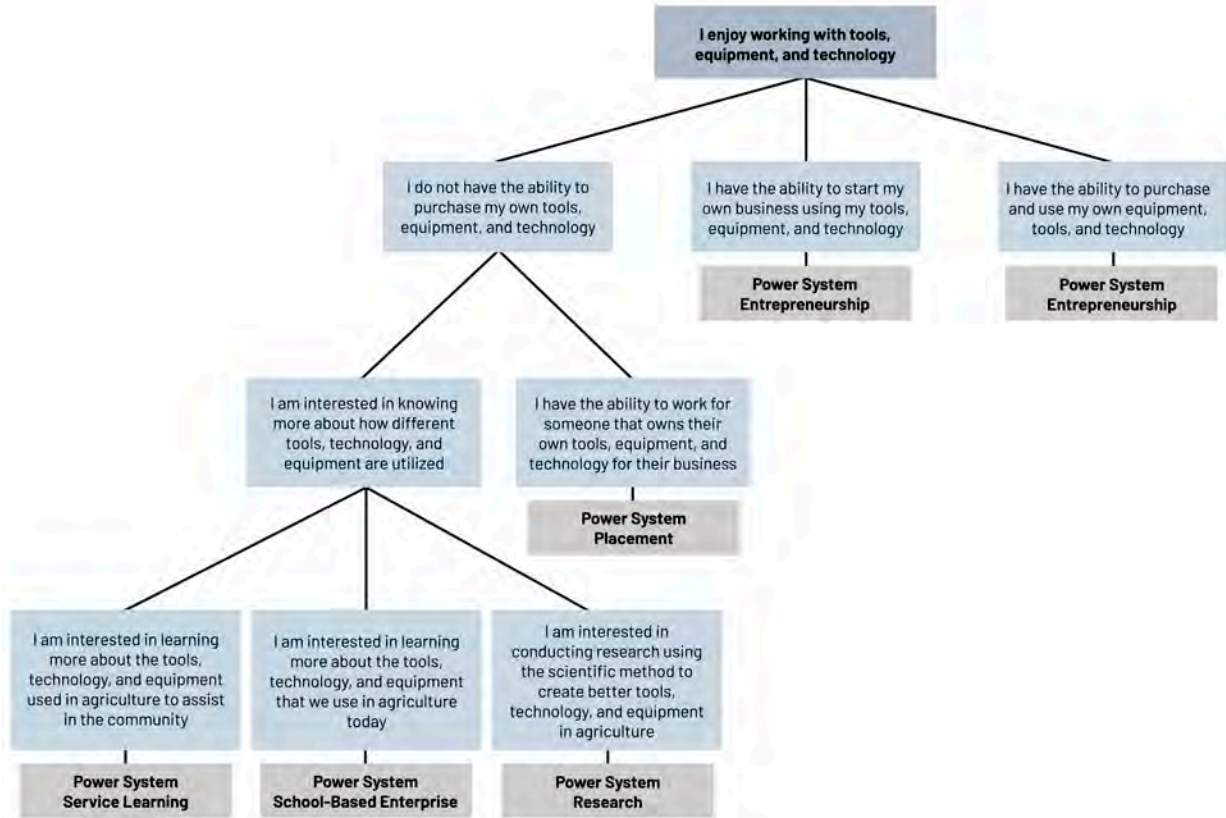 I enjoy working with tools,
equipment, and technology
I do not have the ability to
purchase my own tools,
equipment, and technology
I have the ability to start my
own business using my tools,
equipment, and technology
I have the ability to purchase
and use my own equipment,
tools, and technology
Power System
Entrepreneurship
Power System
Entrepreneurship
I am interested in knowing
more about how different
tools, technology, and
equipment are utilized
I have the ability to work for
someone that owns their
own tools, equipment, and
technology for their business
Power System
Placement
I am interested in learning
more about the tools,
technology, and equipment
used in agriculture to assist
in the community
I am interested in learning
more about the tools,
technology, and equipment
that we use in agriculture
today
I am interested in
conducting research using
the scientific method to
create better tools,
technology, and equipment
in agriculture
Power System
Service Learning
Power System
School-Based Enterprise
Power System
Research